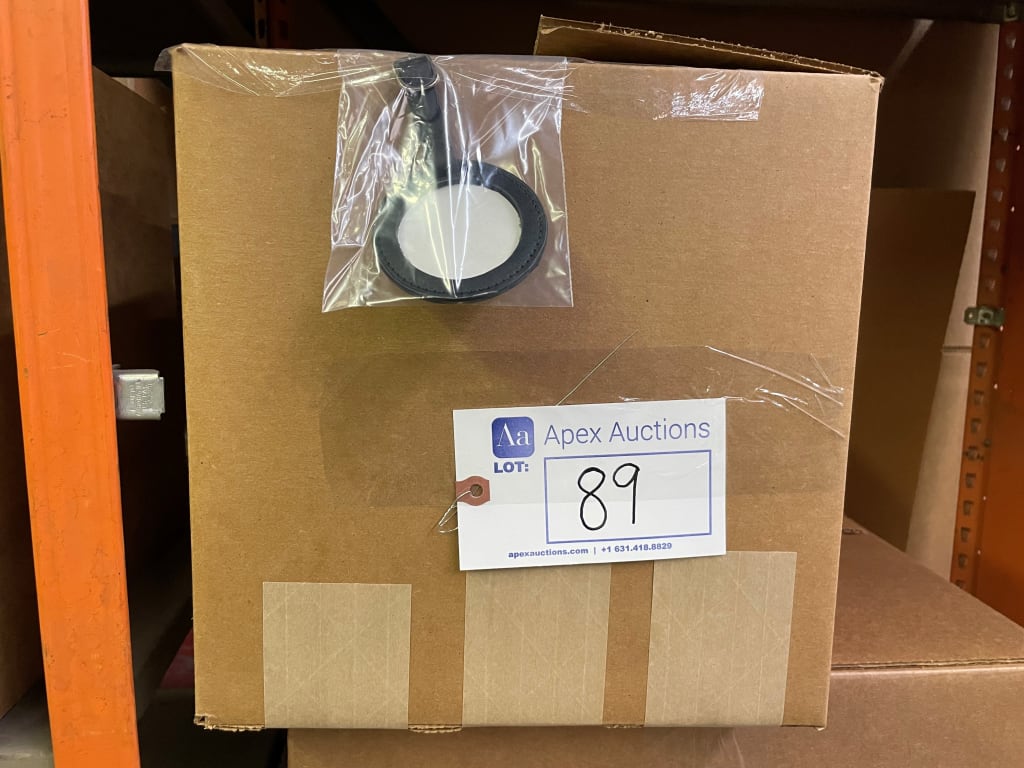 Aa Apex Auctions
LOT:
89
apexauctions.com | +1 631.418.8829